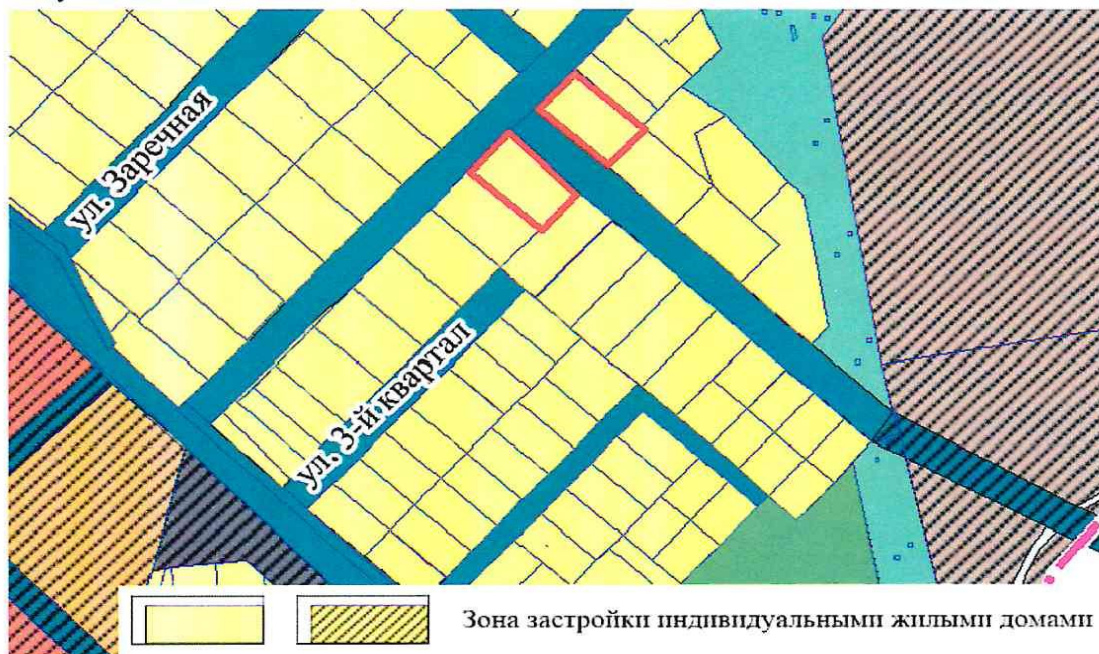 ул. Заречная
ул. 3-й квартал
Зона застройки индивидуальными жилыми домами